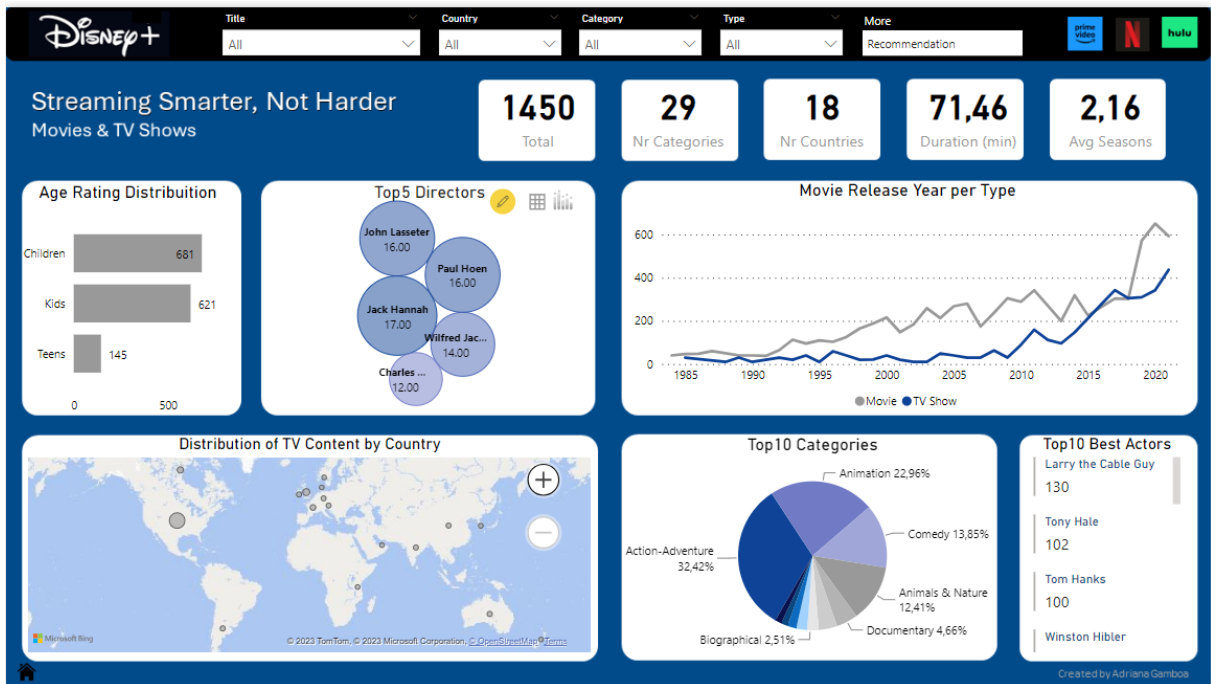 Disney+
Title
Country
Category
Type
More
All
All
All
All
Recommendation
prime video
N
hulu
Streaming Smarter, Not Harder
Movies & TV Shows
1450
Total
29
Nr Categories
18
Nr Countries
71,46
Duration (min)
2,16
Avg Seasons
Age Rating Distribuition
Children
681
Kids
621
Teens
145
0
500
Top5 Directors
John Lasseter
16.00
Paul Hoen
16.00
Jack Hannah
17.00
Wilfred Jac...
14.00
Charles ...
12.00
Movie Release Year per Type
600
400
200
0
1985
1990
1995
2000
2005
2010
2015
2020
Movie
TV Show
Distribution of TV Content by Country
+
−
Microsoft Bing
© 2023 TomTom, © 2023 Microsoft Corporation, © OpenStreetMap Terms
Top10 Categories
Animation 22,96%
Comedy 13,85%
Action-Adventure
32,42%
Animals & Nature
12,41%
Documentary 4,66%
Biographical 2,51%
Top10 Best Actors
Larry the Cable Guy
130
Tony Hale
102
Tom Hanks
100
Winston Hibler
Created by Adriana Gamboa